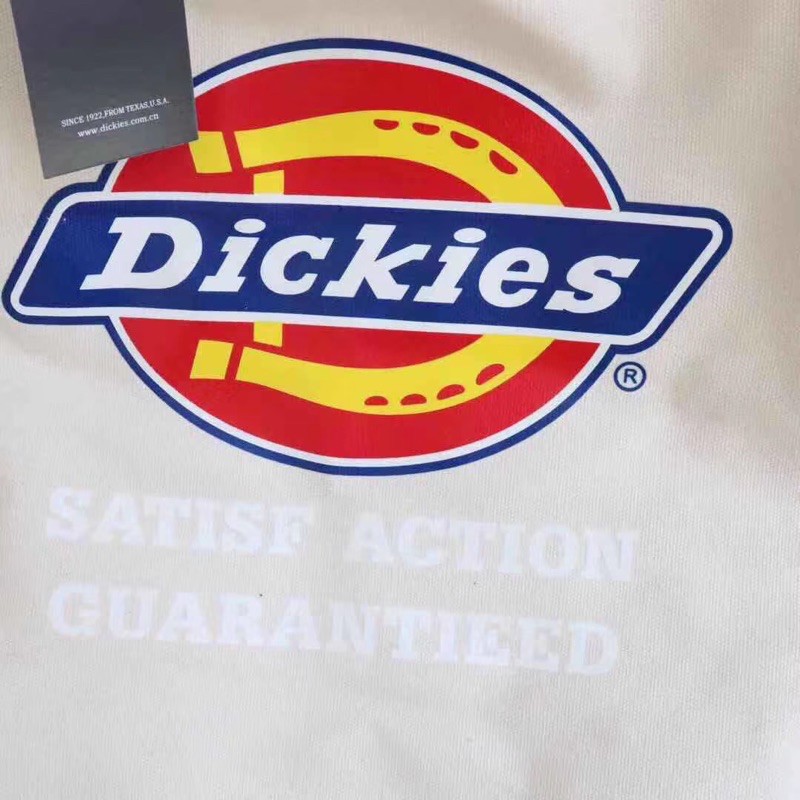 SINCE 1922,FROM TEXAS,U.S.A.
www.dickies.com.cn
Dickies
®
SATISF ACTION
GUARANTIEED